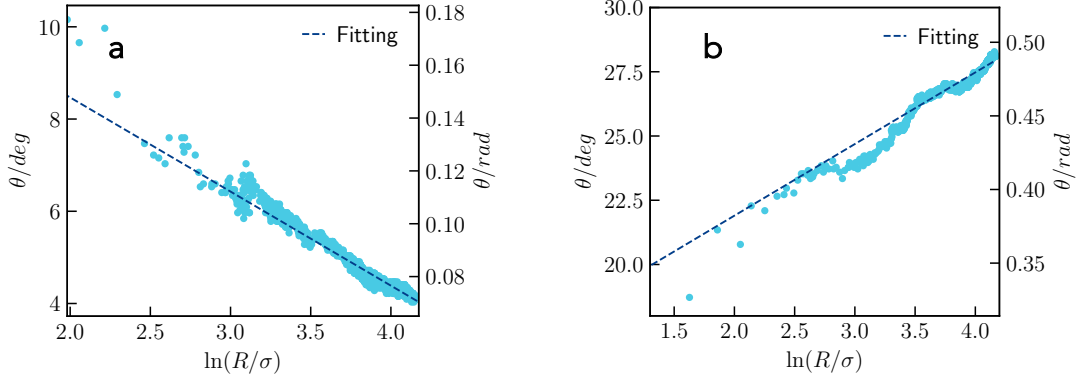 a
Fitting
θ/deg
10
8
6
4
0.18
0.16
0.14
0.12
0.10
0.08
θ/rad
2.0 2.5 3.0 3.5 4.0
ln(R/σ)
b
Fitting
θ/deg
30.0
27.5
25.0
22.5
20.0
0.50
0.45
0.40
0.35
θ/rad
1.5 2.0 2.5 3.0 3.5 4.0
ln(R/σ)